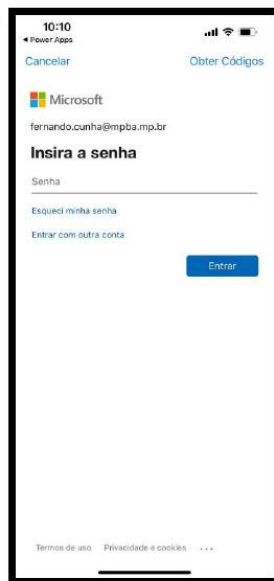 10:10
◄ Power Apps
Cancelar Obter Códigos
Microsoft
fernando.cunha@mpba.mp.br
Insira a senha
Senha
Esqueci minha senha
Entrar com outra conta
Entrar
Termos de uso Privacidade e cookies ...